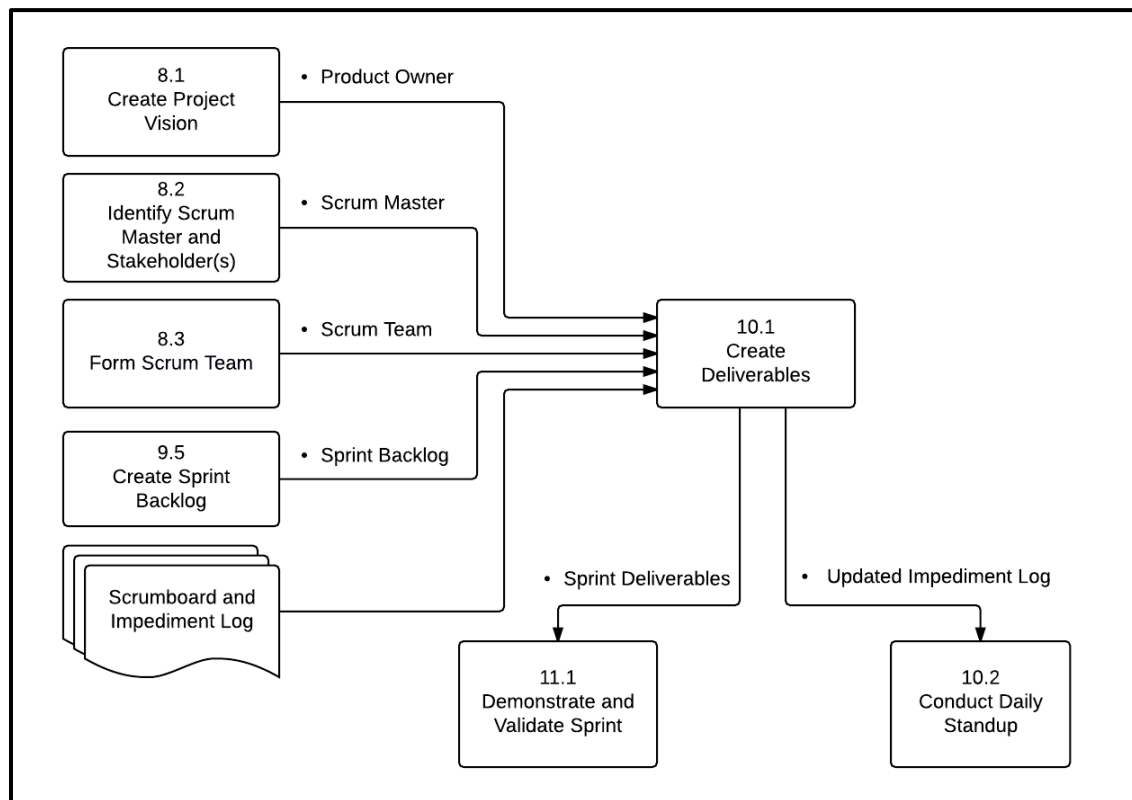 8.1
Create Project
Vision
• Product Owner
8.2
Identify Scrum
Master and
Stakeholder(s)
• Scrum Master
8.3
Form Scrum Team
• Scrum Team
10.1
Create
Deliverables
9.5
Create Sprint
Backlog
• Sprint Backlog
Scrumboard and
Impediment Log
• Sprint Deliverables
• Updated Impediment Log
11.1
Demonstrate and
Validate Sprint
10.2
Conduct Daily
Standup